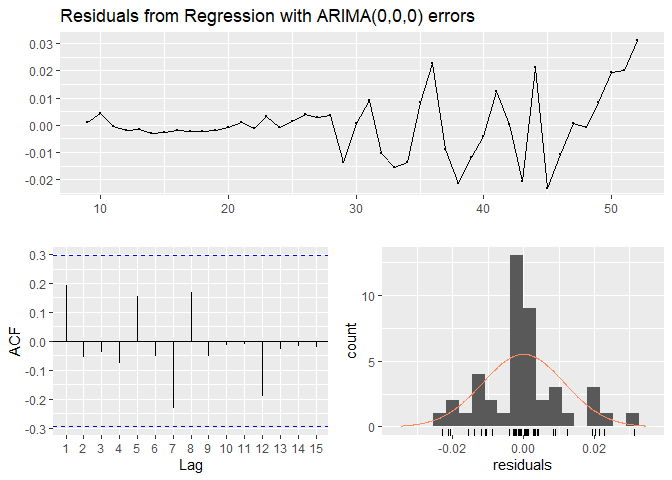 Residuals from Regression with ARIMA(0,0,0) errors
0.03
0.02
0.01
0.00
-0.01
-0.02
10 20 30 40 50
0.3
0.2
0.1
0.0
-0.1
-0.2
-0.3
ACF
1 2 3 4 5 6 7 8 9 10 11 12 13 14 15
Lag
10
5
0
count
-0.02 0.00 0.02
residuals